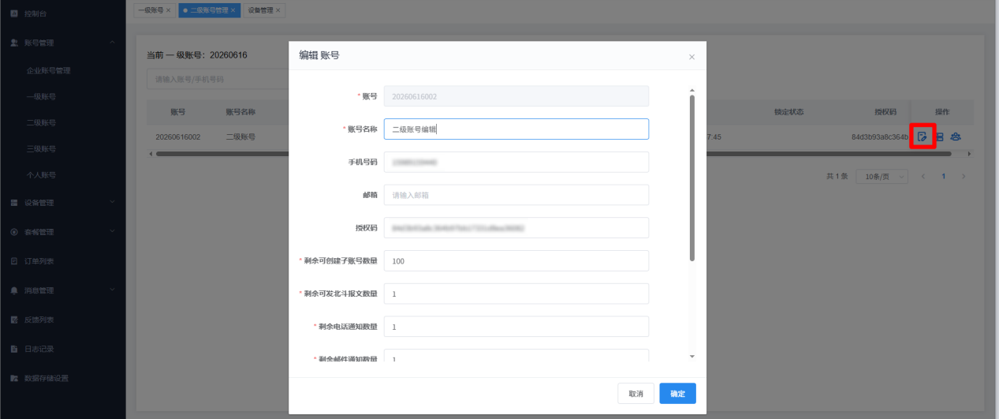 控制台
账号管理
企业账号管理
一级账号
二级账号
三级账号
个人账号
设备管理
套餐管理
订单列表
消息管理
反馈列表
日志记录
数据存储设置
一级账号 ×
二级账号管理 ×
设备管理 ×
当前 一 级账号：20260616
请输入账号/手机号码
账号 账号名称 锁定状态 授权码 操作
20260616002 二级账号 7:45 84d3b93a8c364b
共 1 条 10条/页 1
编辑 账号
* 账号 20260616002
* 账号名称 二级账号编辑
手机号码
邮箱 请输入邮箱
授权码
* 剩余可创建子账号数量 100
* 剩余可发北斗报文数量 1
* 剩余电话通知数量 1
* 剩余邮件通知数量 1
取消 确定